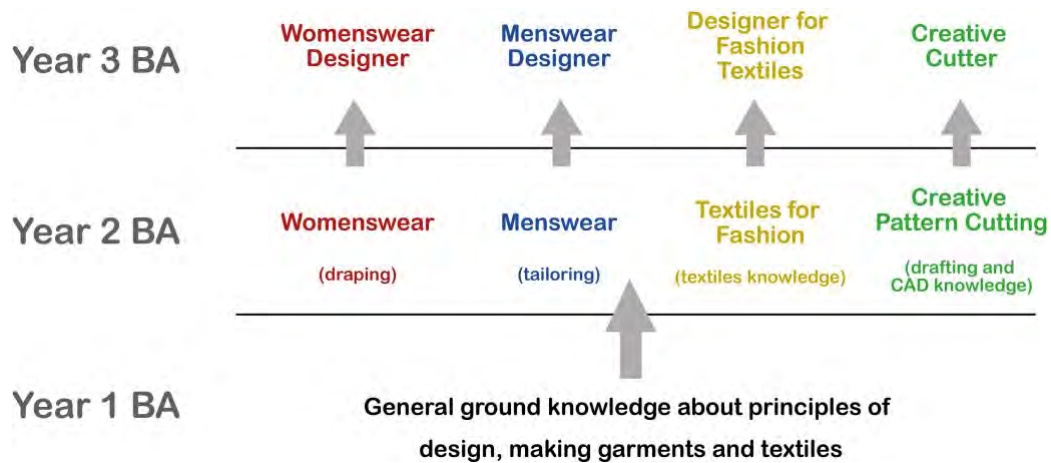 Year 3 BA
Womenswear
Designer
Menswear
Designer
Designer for
Fashion
Textiles
Creative
Cutter
Year 2 BA
Womenswear
(draping)
Menswear
(tailoring)
Textiles for
Fashion
(textiles knowledge)
Creative
Pattern Cutting
(drafting and
CAD knowledge)
Year 1 BA
General ground knowledge about principles of
design, making garments and textiles